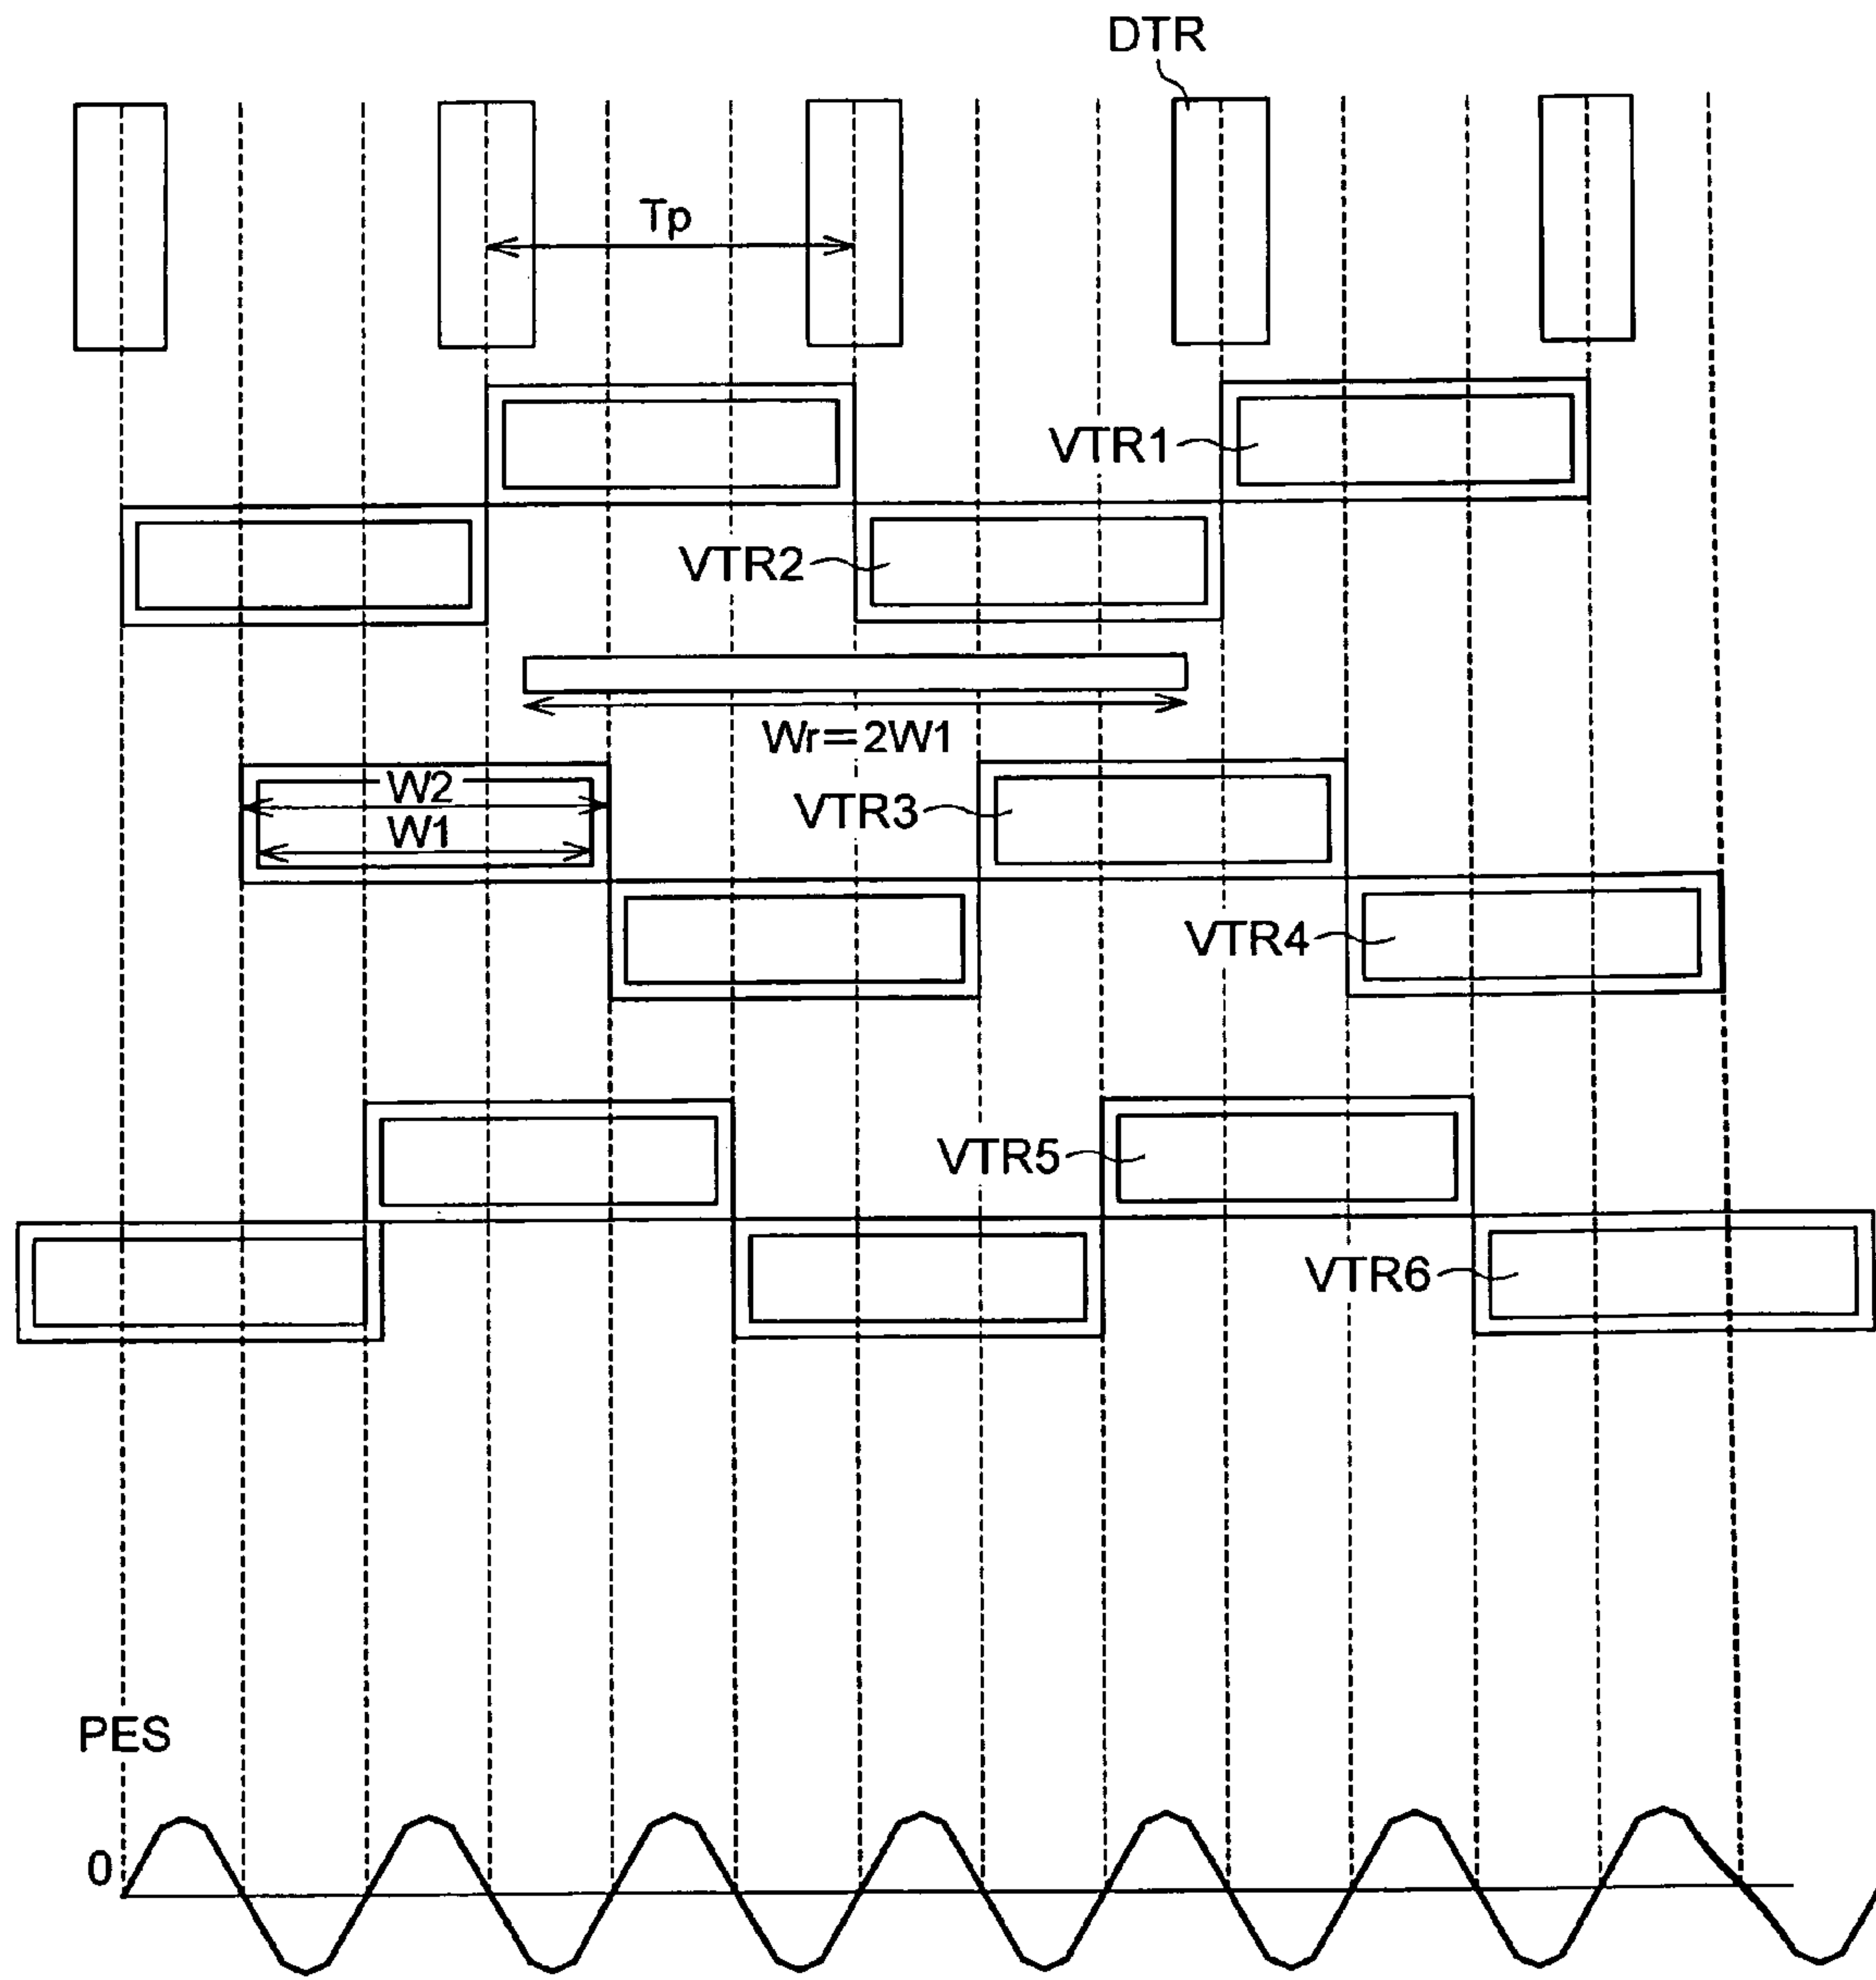 DTR
Tp
VTR1
VTR2
Wr=2W1
W2
VTR3
W1
VTR4
VTR5
VTR6
PES
0